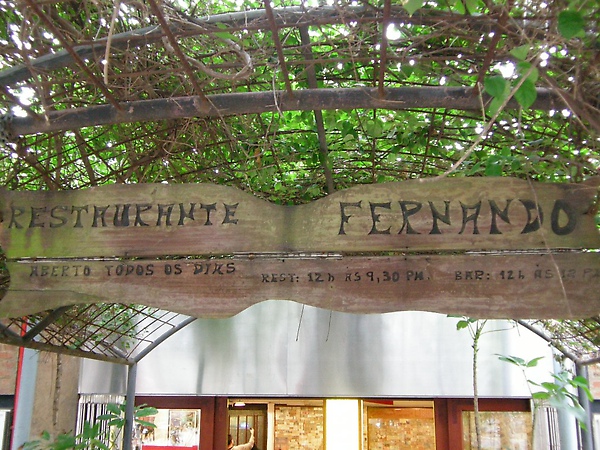 RESTAURANTE FERNANDO
ABERTO TODOS OS DIAS REST: 12h ÀS 9,30 PM. BAR: 12h ÀS